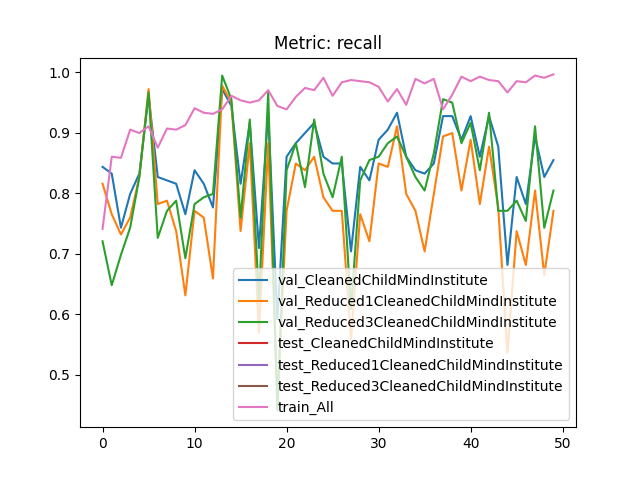 Metric: recall
1.0
0.9
0.8
0.7
0.6
0.5
val_CleanedChildMindInstitute
val_Reduced1CleanedChildMindInstitute
val_Reduced3CleanedChildMindInstitute
test_CleanedChildMindInstitute
test_Reduced1CleanedChildMindInstitute
test_Reduced3CleanedChildMindInstitute
train_All
0 10 20 30 40 50